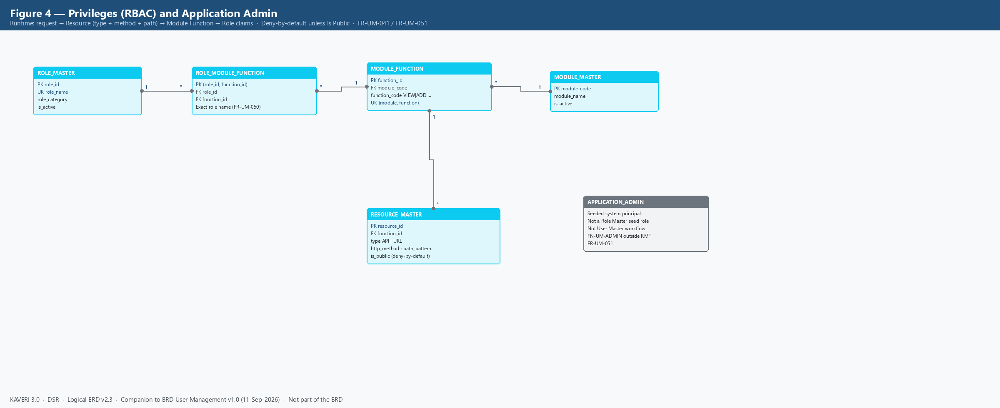 Figure 4 — Privileges (RBAC) and Application Admin
Runtime: request → Resource (type + method + path) → Module Function → Role claims · Deny-by-default unless Is Public · FR-UM-041 / FR-UM-051
ROLE_MASTER
PK role_id
UK role_name
role_category
is_active
1
*
ROLE_MODULE_FUNCTION
PK (role_id, function_id)
FK role_id
FK function_id
Exact role name (FR-UM-050)
*
1
MODULE_FUNCTION
PK function_id
FK module_code
function_code VIEW|ADD|...
UK (module, function)
*
1
MODULE_MASTER
PK module_code
module_name
is_active
1
*
RESOURCE_MASTER
PK resource_id
FK function_id
type API | URL
http_method · path_pattern
is_public (deny-by-default)
APPLICATION_ADMIN
Seeded system principal
Not a Role Master seed role
Not User Master workflow
FN-UM-ADMIN outside RMF
FR-UM-051
KAVERI 3.0 · DSR · Logical ERD v2.3 · Companion to BRD User Management v1.0 (11-Sep-2026) · Not part of the BRD